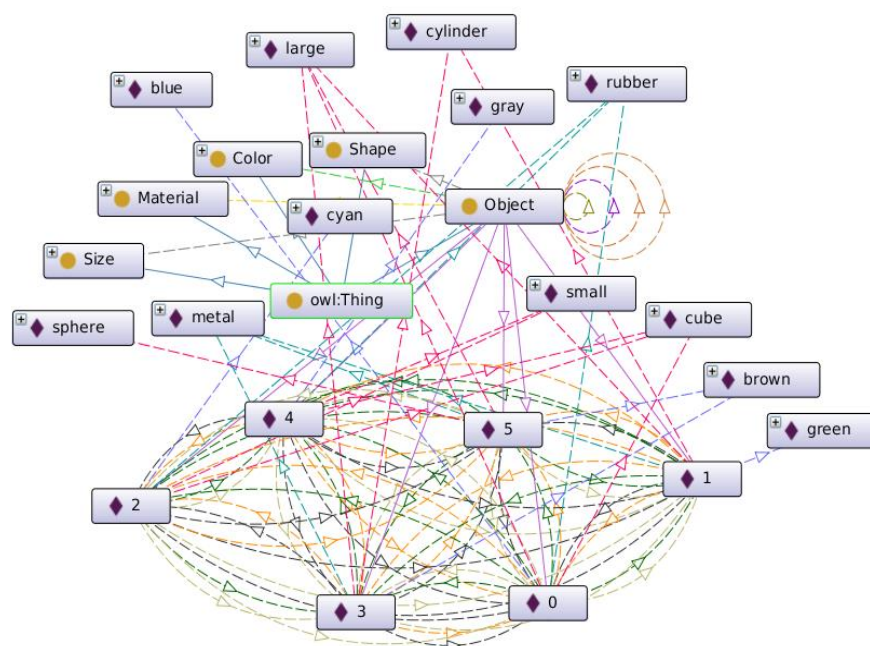 cylinder
large
rubber
blue
gray
Color
Shape
Material
cyan
Object
Size
owl:Thing
small
sphere
metal
cube
brown
4
5
green
2
1
3
0